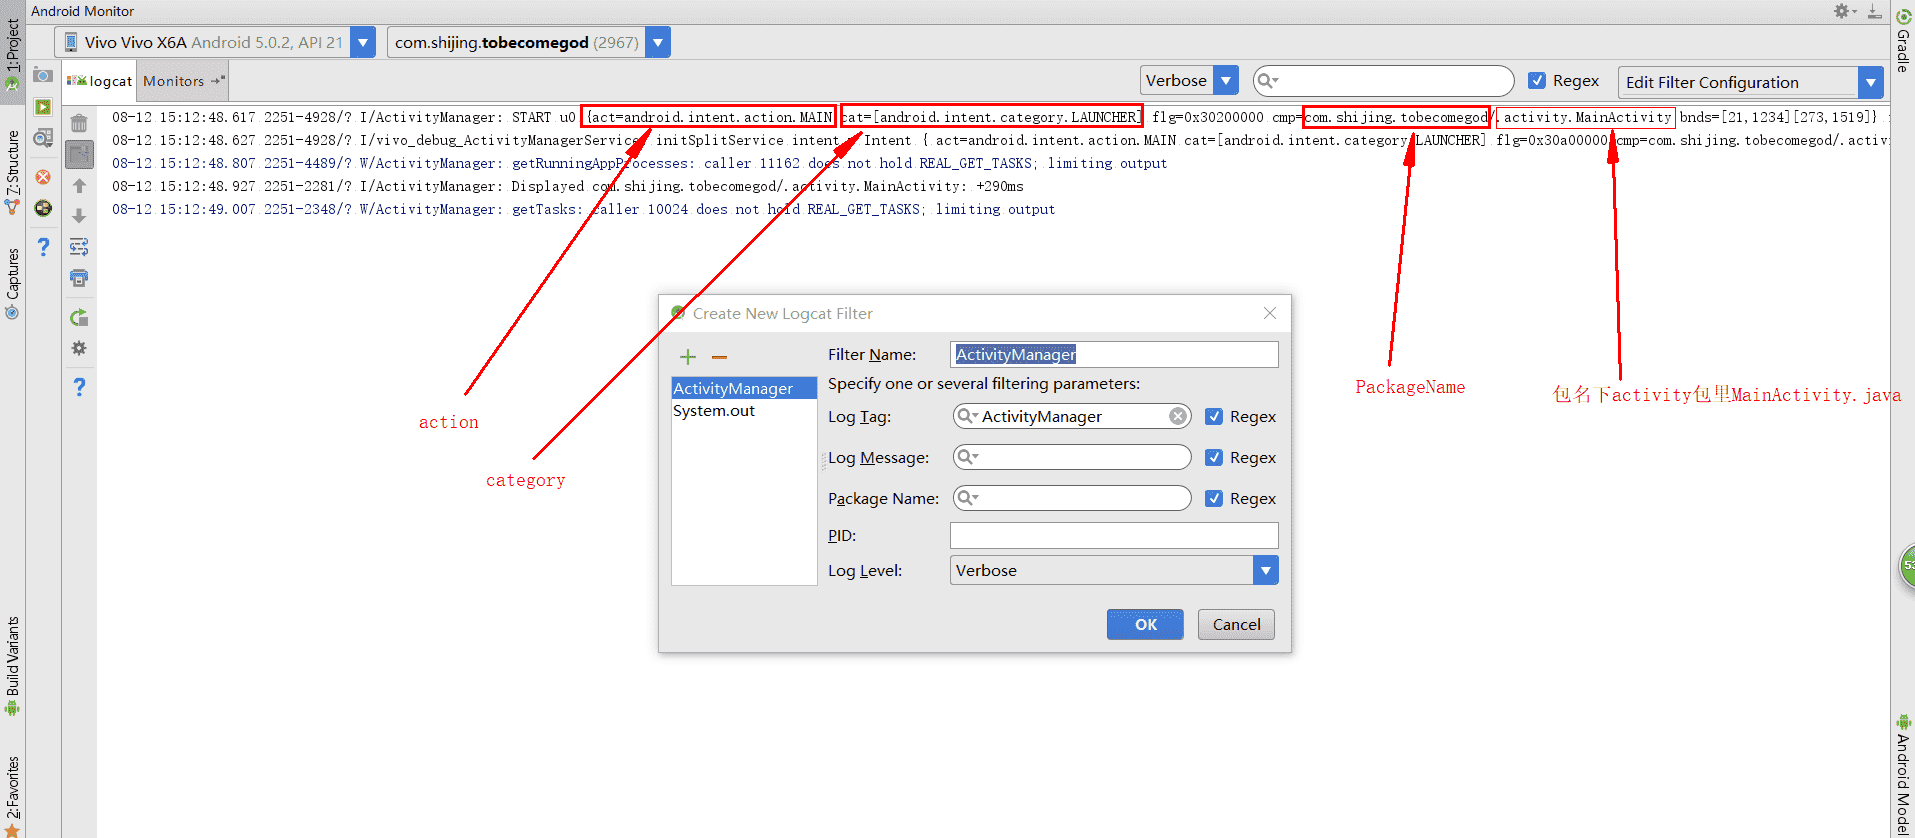 Android Monitor
Vivo Vivo X6A Android 5.0.2, API 21
com.shijing.tobecomegod (2967)
logcat
Monitors
Verbose
Regex
Edit Filter Configuration
08-12 15:12:48.617 2251-4928/? I/ActivityManager: START u0 {act=android.intent.action.MAIN cat=[android.intent.category.LAUNCHER] flg=0x30200000 cmp=com.shijing.tobecomegod/.activity.MainActivity bnds=[21,1234][273,1519]}
08-12 15:12:48.627 2251-4928/? I/vivo_debug_ActivityManagerService: initSplitService intent = Intent { act=android.intent.action.MAIN cat=[android.intent.category.LAUNCHER] flg=0x30a00000 cmp=com.shijing.tobecomegod/.activi
08-12 15:12:48.807 2251-4489/? W/ActivityManager: getRunningAppProcesses: caller 11162 does not hold REAL_GET_TASKS; limiting output
08-12 15:12:48.927 2251-2281/? I/ActivityManager: Displayed com.shijing.tobecomegod/.activity.MainActivity: +290ms
08-12 15:12:49.007 2251-2348/? W/ActivityManager: getTasks: caller 10024 does not hold REAL_GET_TASKS; limiting output
action
category
PackageName
包名下activity包里MainActivity.java
Create New Logcat Filter
ActivityManager
System.out
Filter Name: ActivityManager
Specify one or several filtering parameters:
Log Tag: ActivityManager Regex
Log Message: Regex
Package Name: Regex
PID:
Log Level: Verbose
OK
Cancel
1: Project
7: Structure
Captures
Build Variants
2: Favorites
Gradle
Android Model
53